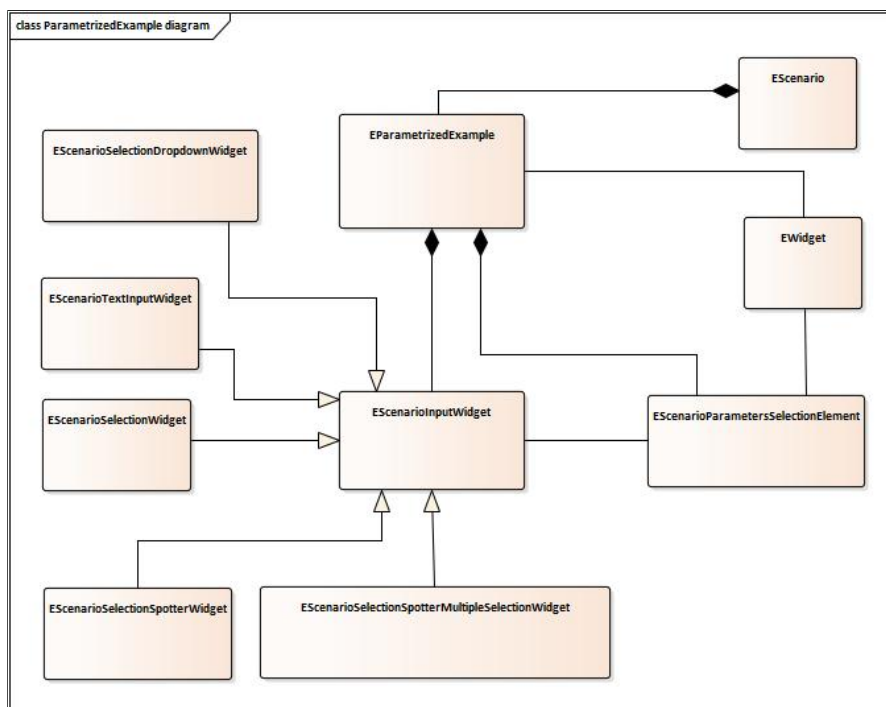 class ParametrizedExample diagram
EScenario
EParametrizedExample
EScenarioSelectionDropdownWidget
EWidget
EScenarioTextInputWidget
EScenarioInputWidget
EScenarioParametersSelectionElement
EScenarioSelectionWidget
EScenarioSelectionSpotterWidget
EScenarioSelectionSpotterMultipleSelectionWidget